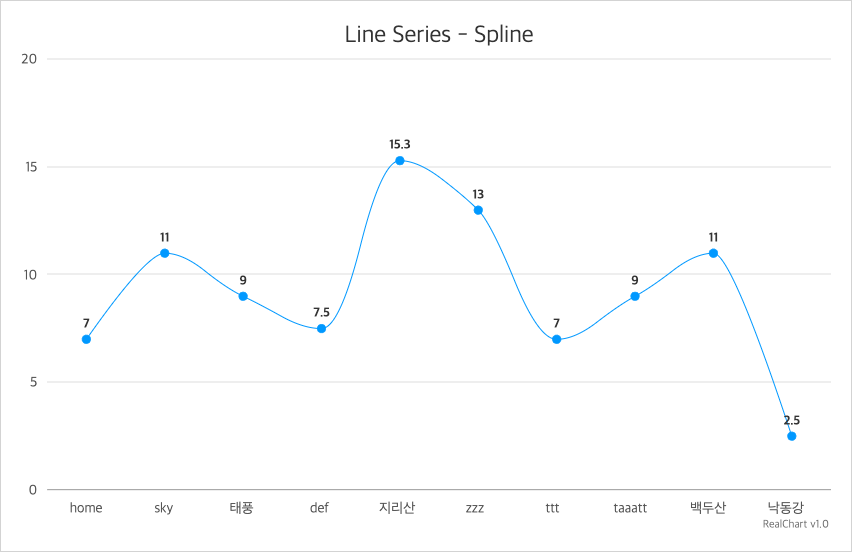 Line Series - Spline
20
15
10
5
0
7
11
9
7.5
15.3
13
7
9
11
2.5
home
sky
태풍
def
지리산
zzz
ttt
taaatt
백두산
낙동강
RealChart v1.0